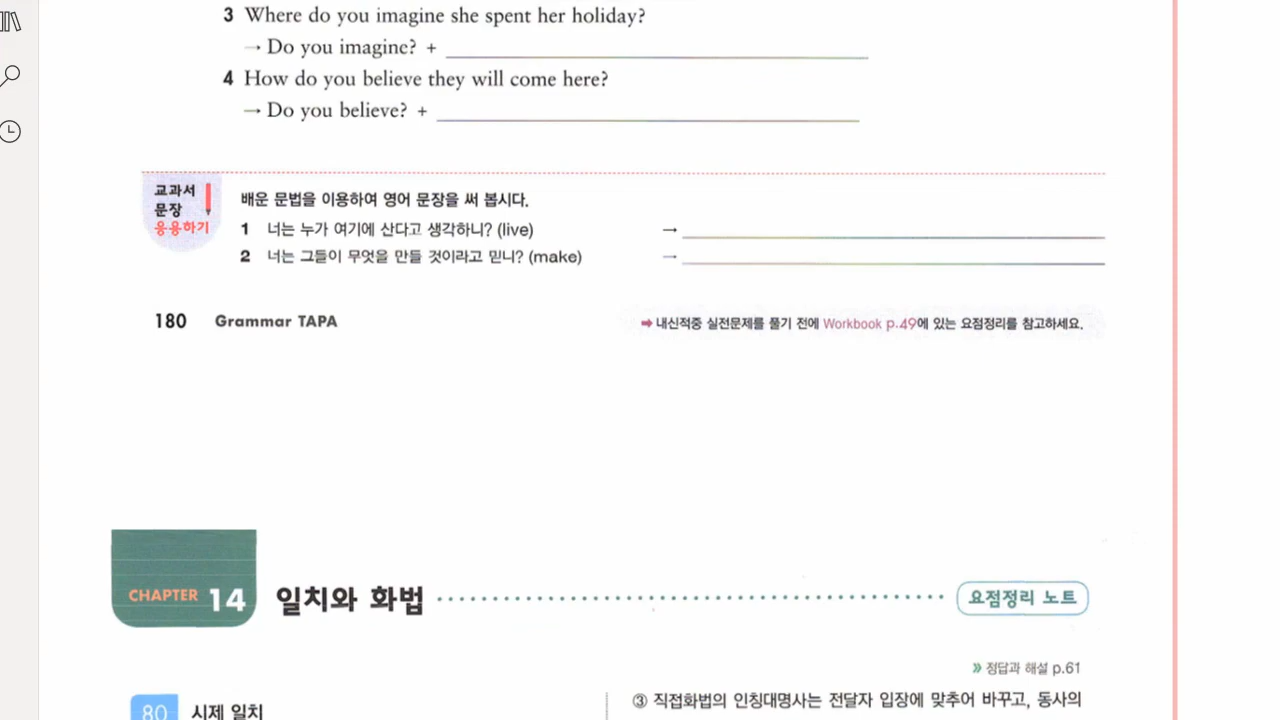 3 Where do you imagine she spent her holiday?
→ Do you imagine? +
4 How do you believe they will come here?
→ Do you believe? +
교과서
문장
응용하기
배운 문법을 이용하여 영어 문장을 써 봅시다.
1 너는 누가 여기에 산다고 생각하니? (live) →
2 너는 그들이 무엇을 만들 것이라고 믿니? (make) →
180 Grammar TAPA
➡ 내신적중 실전문제를 풀기 전에 Workbook p.49에 있는 요점정리를 참고하세요.
CHAPTER 14 일치와 화법
요점정리 노트
» 정답과 해설 p.61
80 시제 일치
③ 직접화법의 인칭대명사는 전달자 입장에 맞추어 바꾸고, 동사의